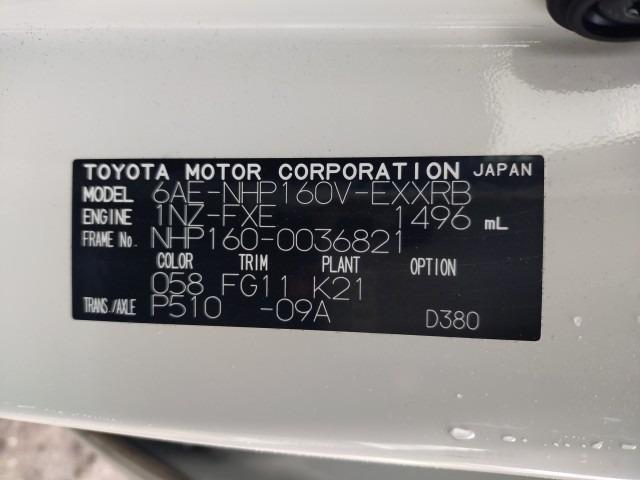 TOYOTA MOTOR CORPORATION JAPAN
MODEL 6AE-NHP160V-EXXRB
ENGINE 1NZ-FXE 1496 mL
FRAME No. NHP160-0036821
COLOR TRIM PLANT OPTION
058 FG11 K21
TRANS./AXLE P510 -09A D380